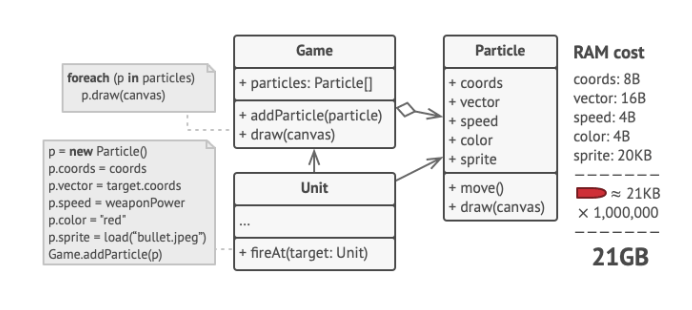 foreach (p in particles)
p.draw(canvas)
p = new Particle()
p.coords = coords
p.vector = target.coords
p.speed = weaponPower
p.color = "red"
p.sprite = load("bullet.jpeg")
Game.addParticle(p)
Game
+ particles: Particle[]
+ addParticle(particle)
+ draw(canvas)
Unit
...
+ fireAt(target: Unit)
Particle
+ coords
+ vector
+ speed
+ color
+ sprite
+ move()
+ draw(canvas)
RAM cost
coords: 8B
vector: 16B
speed: 4B
color: 4B
sprite: 20KB
≈ 21KB
× 1,000,000
21GB